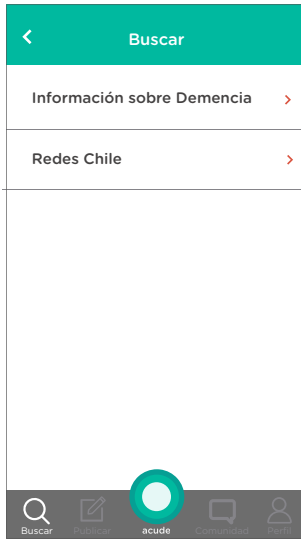 Buscar
Información sobre Demencia
Redes Chile
Buscar Publicar acude Comunidad Perfil